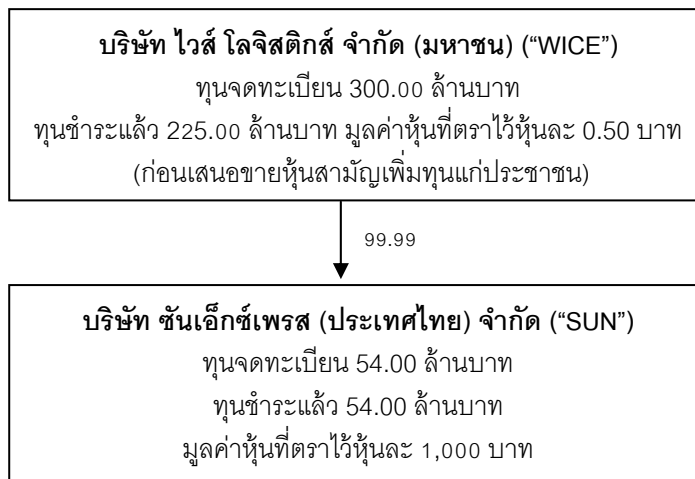 บริษัท ไวส์ โลจิสติกส์ จำกัด (มหาชน) (“WICE”)
ทุนจดทะเบียน 300.00 ล้านบาท
ทุนชำระแล้ว 225.00 ล้านบาท มูลค่าหุ้นที่ตราไว้หุ้นละ 0.50 บาท
(ก่อนเสนอขายหุ้นสามัญเพิ่มทุนแก่ประชาชน)
99.99
บริษัท ซันเอ็กซ์เพรส (ประเทศไทย) จำกัด (“SUN”)
ทุนจดทะเบียน 54.00 ล้านบาท
ทุนชำระแล้ว 54.00 ล้านบาท
มูลค่าหุ้นที่ตราไว้หุ้นละ 1,000 บาท